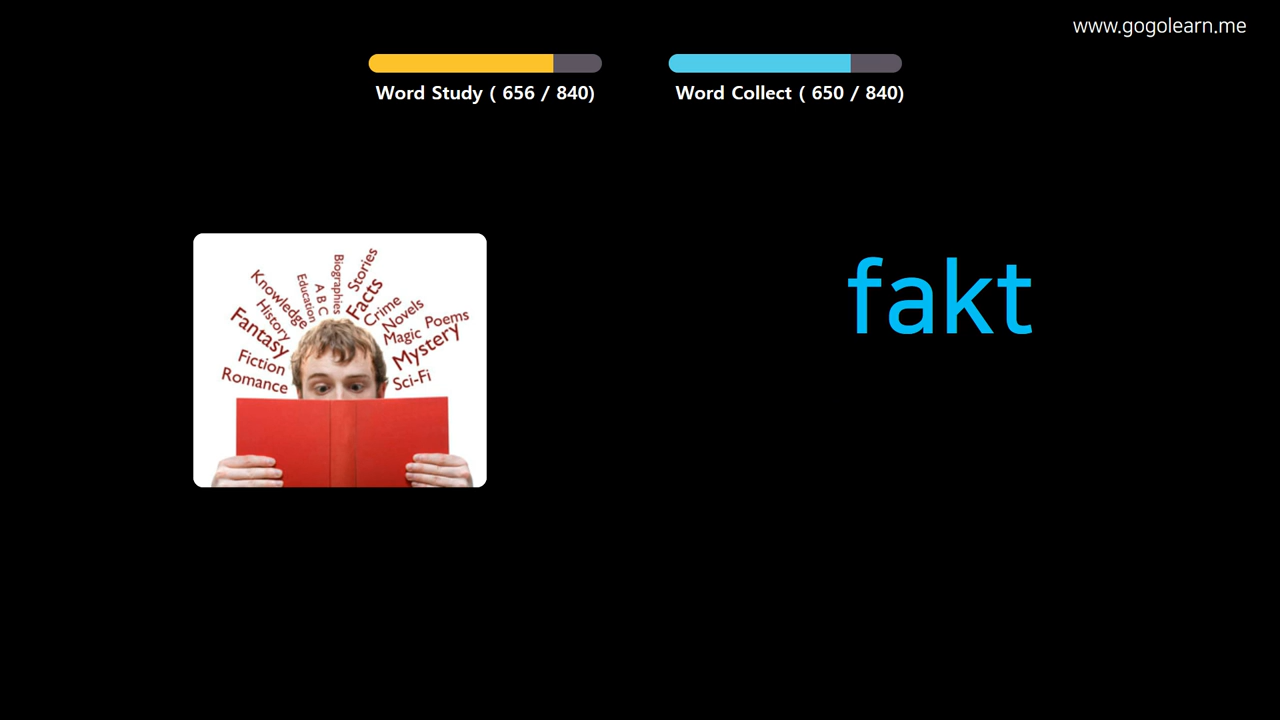 www.gogolearn.me
Word Study ( 656 / 840)
Word Collect ( 650 / 840)
fakt
Knowledge
History
Fantasy
Fiction
Romance
Education
A B C
Biographies
Stories
Facts
Crime
Novels
Magic
Poems
Mystery
Sci-Fi